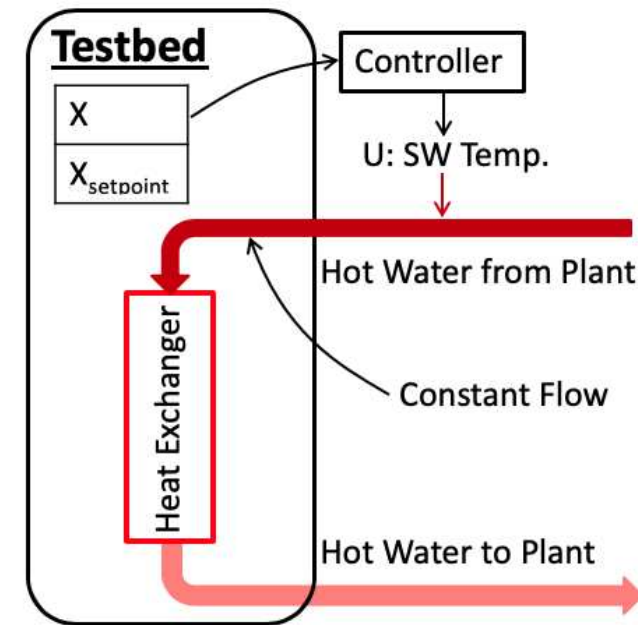 Testbed
X
Xsetpoint
Controller
U: SW Temp.
Hot Water from Plant
Heat Exchanger
Constant Flow
Hot Water to Plant